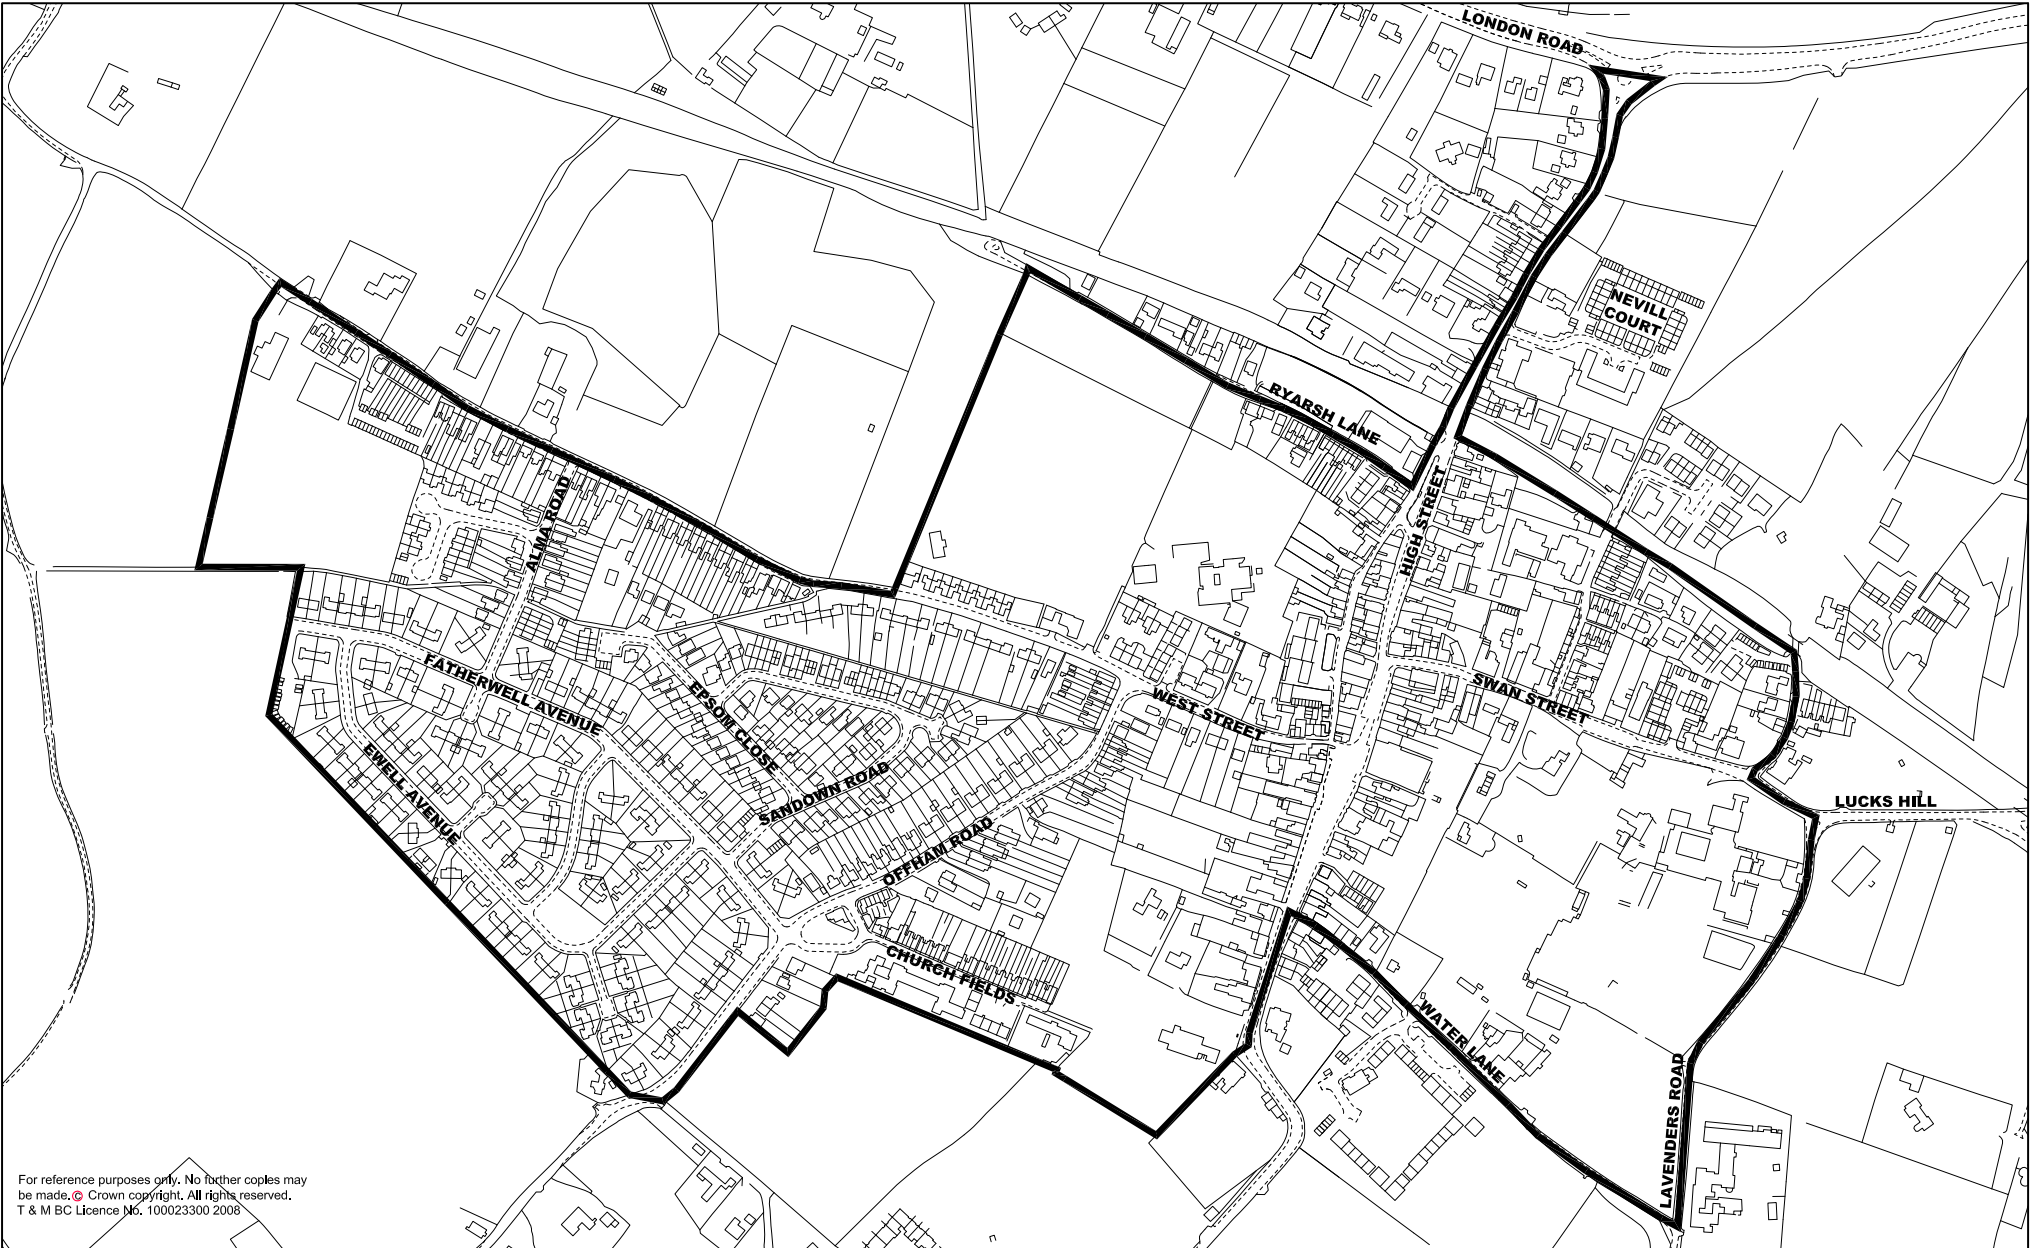 LONDON ROAD
NEVILL
COURT
RYARSH LANE
HIGH STREET
ALMA ROAD
FATHERWELL AVENUE
EPSOM CLOSE
WEST STREET
SWAN STREET
EWELL AVENUE
SANDOWN ROAD
LUCKS HILL
OFFHAM ROAD
CHURCH FIELDS
WATER LANE
LAVENDERS ROAD
For reference purposes only. No further copies may
be made. © Crown copyright. All rights reserved.
T & M BC Licence No. 100023300 2008